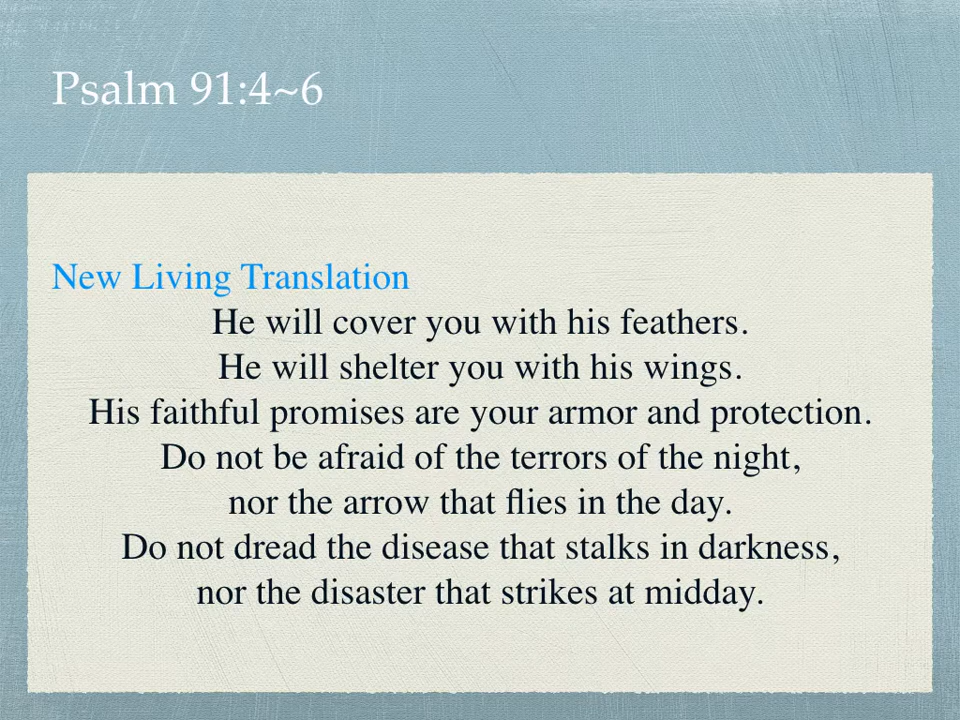 Psalm 91:4~6
New Living Translation
He will cover you with his feathers.
He will shelter you with his wings.
His faithful promises are your armor and protection.
Do not be afraid of the terrors of the night,
nor the arrow that flies in the day.
Do not dread the disease that stalks in darkness,
nor the disaster that strikes at midday.